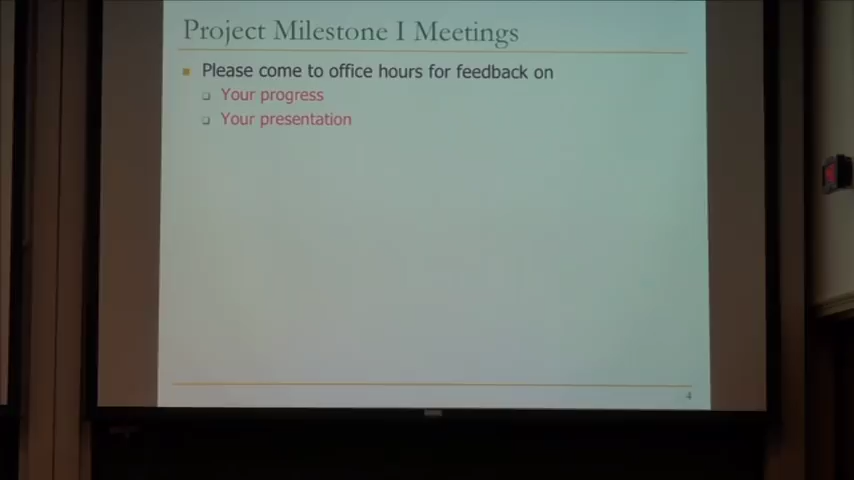 Project Milestone I Meetings
Please come to office hours for feedback on
Your progress
Your presentation
4